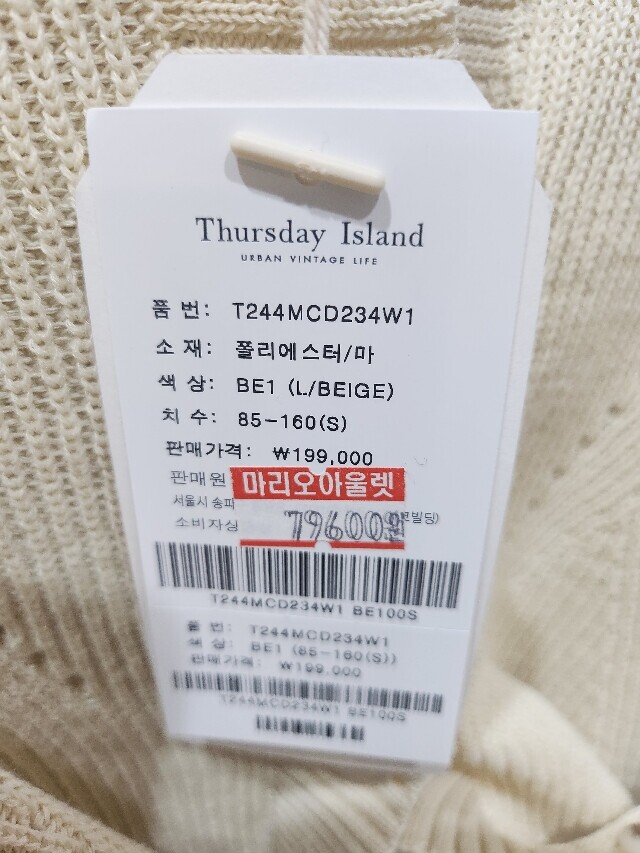 Thursday Island
URBAN VINTAGE LIFE
품 번: T244MCD234W1
소 재: 폴리에스터/마
색 상: BE1 (L/BEIGE)
치 수: 85-160(S)
판매가격: ₩199,000
판매원 마리오아울렛
서울시 송파 빌딩)
소비자상 79600원
T244MCD234W1 BE100S
품 번: T244MCD234W1
색 상: BE1 (85-160(S))
판매가격: ₩199,000
T244MCD234W1 BE100S